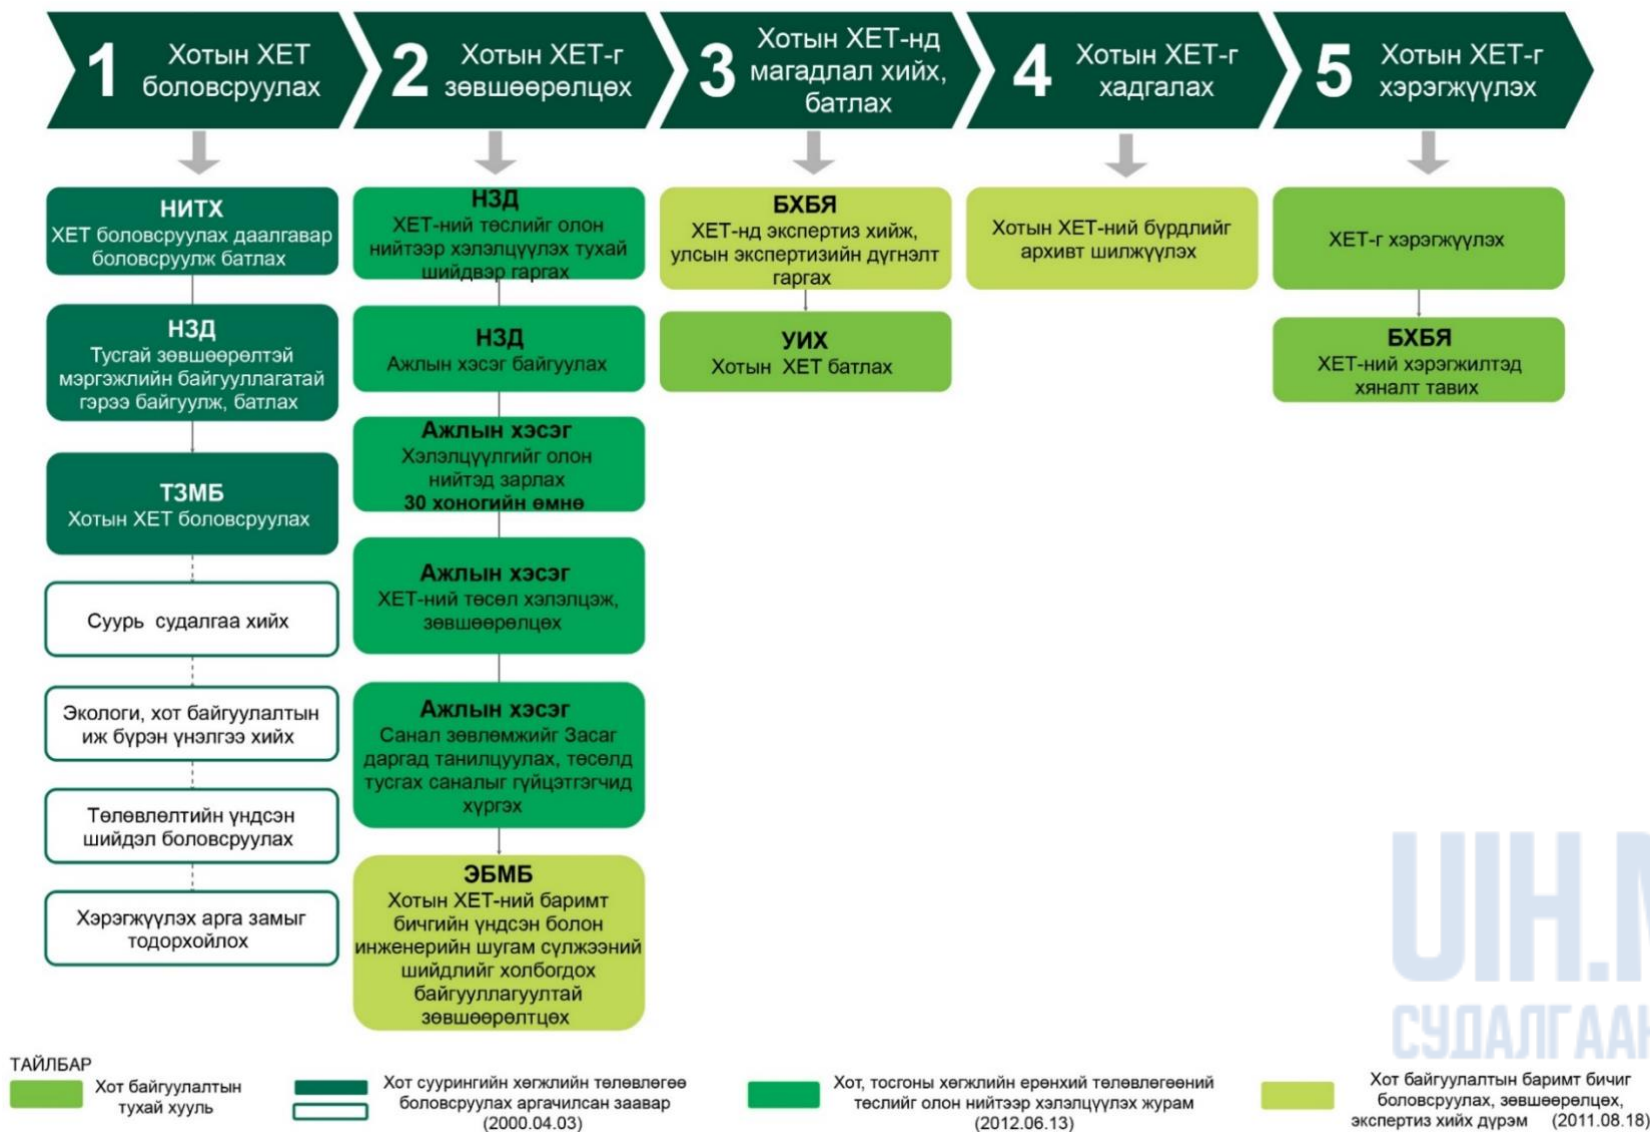 1 Хотын ХЕТ
боловсруулах
2 Хотын ХЕТ-г
зөвшөөрөлцөх
3 Хотын ХЕТ-нд
магадлал хийх,
батлах
4 Хотын ХЕТ-г
хадгалах
5 Хотын ХЕТ-г
хэрэгжүүлэх
НИТХ
ХЕТ боловсруулах даалгавар
боловсруулж батлах
НЗД
Тусгай зөвшөөрөлтэй
мэргэжлийн байгууллагатай
гэрээ байгуулж, батлах
ТЗМБ
Хотын ХЕТ боловсруулах
Суурь судалгаа хийх
Экологи, хот байгуулалтын
иж бүрэн үнэлгээ хийх
Төлөвлөлтийн үндсэн
шийдэл боловсруулах
Хэрэгжүүлэх арга замыг
тодорхойлох
НЗД
ХЕТ-ний төслийг олон
нийтээр хэлэлцүүлэх тухай
шийдвэр гаргах
НЗД
Ажлын хэсэг байгуулах
Ажлын хэсэг
Хэлэлцүүлгийг олон
нийтэд зарлах
30 хоногийн өмнө
Ажлын хэсэг
ХЕТ-ний төсөл хэлэлцэж,
зөвшөөрөлцөх
Ажлын хэсэг
Санал зөвлөмжийг Засаг
даргад танилцуулах, төсөлд
тусгах саналыг гүйцэтгэгчид
хүргэх
ЭБМБ
Хотын ХЕТ-ний баримт
бичгийн үндсэн болон
инженерийн шугам сүлжээний
шийдлийг холбогдох
байгууллагуултай
зөвшөөрөлтцөх
БХБЯ
ХЕТ-нд экспертиз хийж,
улсын экспертизийн дүгнэлт
гаргах
УИХ
Хотын ХЕТ батлах
Хотын ХЕТ-ний бүрдлийг
архивт шилжүүлэх
ХЕТ-г хэрэгжүүлэх
БХБЯ
ХЕТ-ний хэрэгжилтэд
хяналт тавих
UIH.
СУДАЛГААН
ТАЙЛБАР
Хот байгуулалтын
тухай хууль
Хот суурингийн хөгжлийн төлөвлөгөө
боловсруулах аргачилсан заавар
(2000.04.03)
Хот, тосгоны хөгжлийн ерөнхий төлөвлөгөөний
төслийг олон нийтээр хэлэлцүүлэх журам
(2012.06.13)
Хот байгуулалтын баримт бичиг
боловсруулах, зөвшөөрөлцөх,
экспертиз хийх дүрэм (2011.08.18)